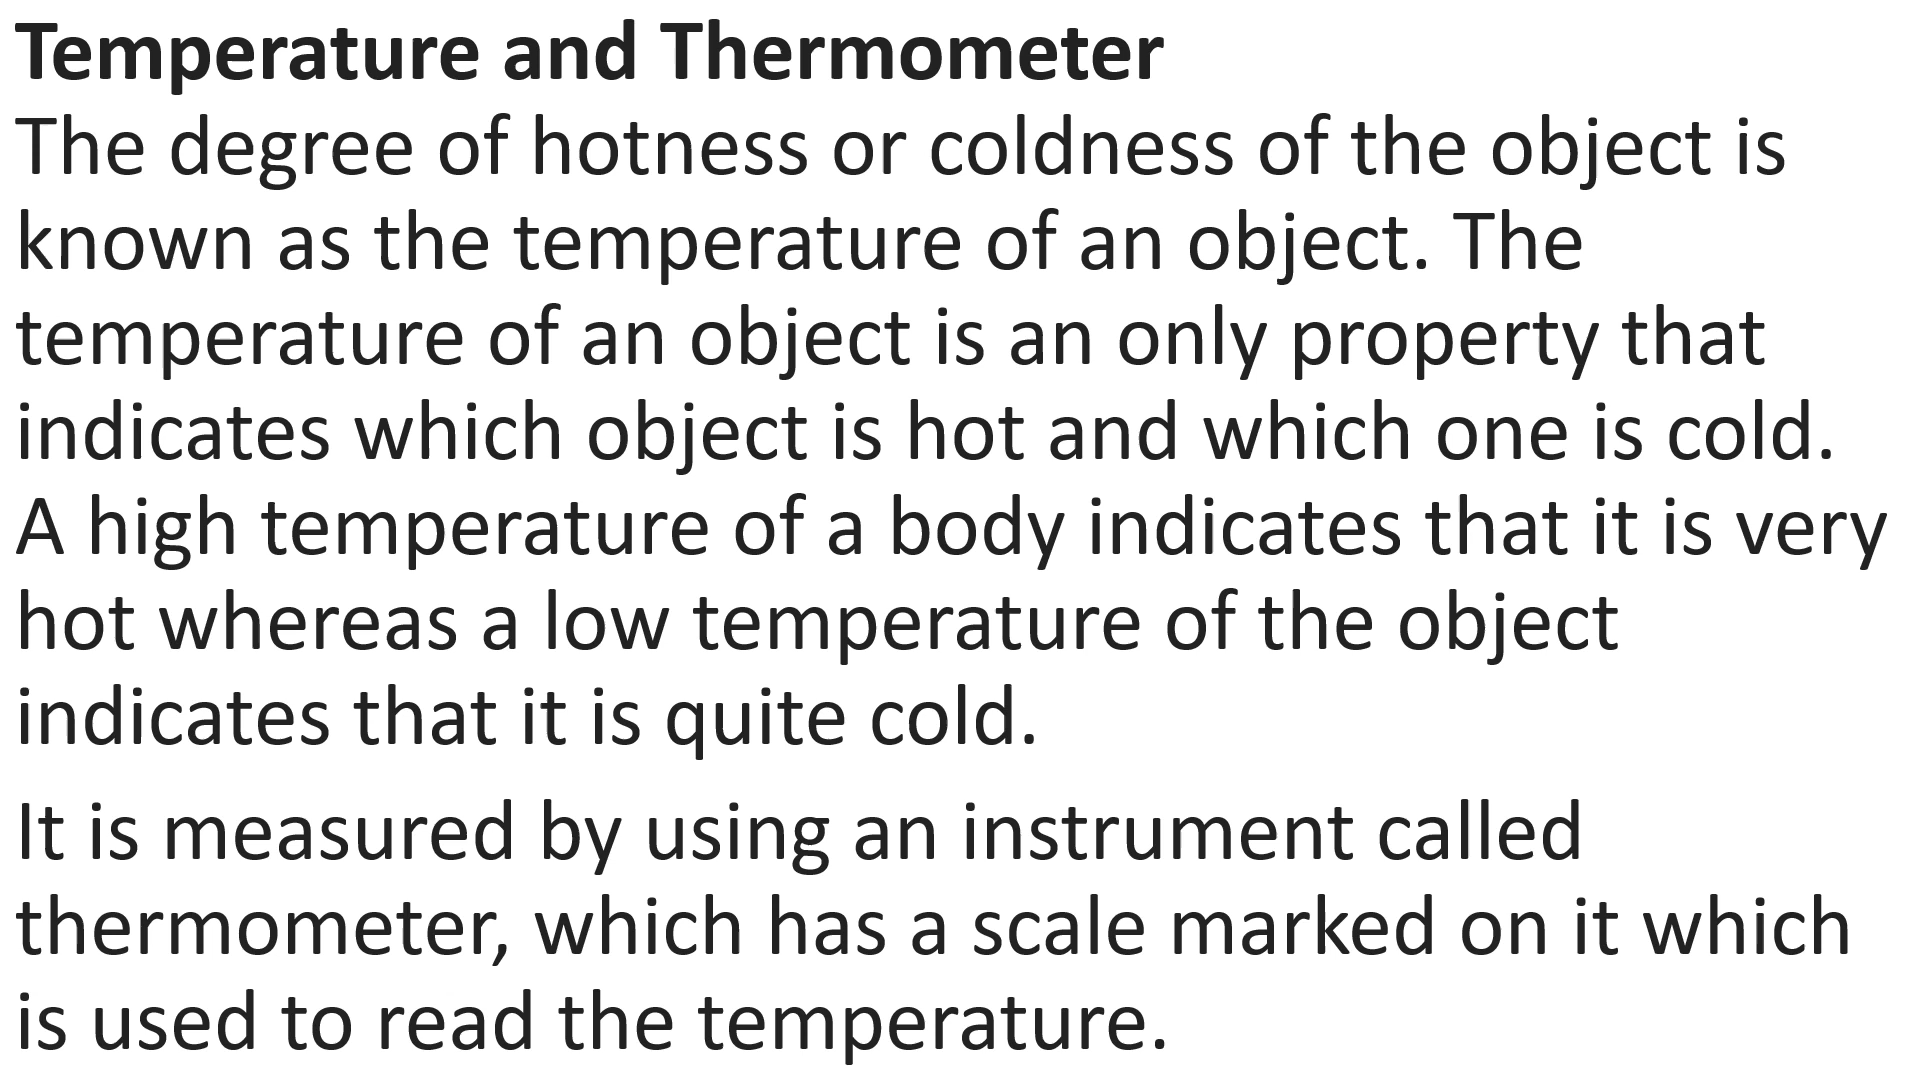 Temperature and Thermometer
The degree of hotness or coldness of the object is
known as the temperature of an object. The
temperature of an object is an only property that
indicates which object is hot and which one is cold.
A high temperature of a body indicates that it is very
hot whereas a low temperature of the object
indicates that it is quite cold.
It is measured by using an instrument called
thermometer, which has a scale marked on it which
is used to read the temperature.